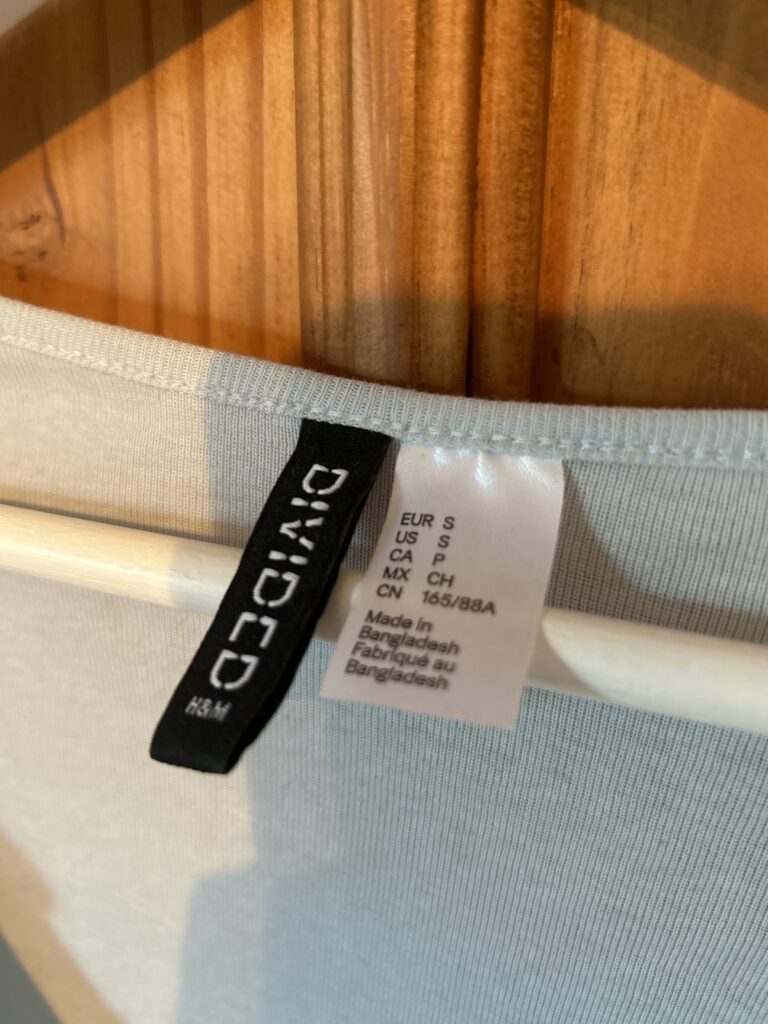 DIVIDED
H&M
EUR S
US S
CA P
MX CH
CN 165/88A
Made in
Bangladesh
Fabriqué au
Bangladesh